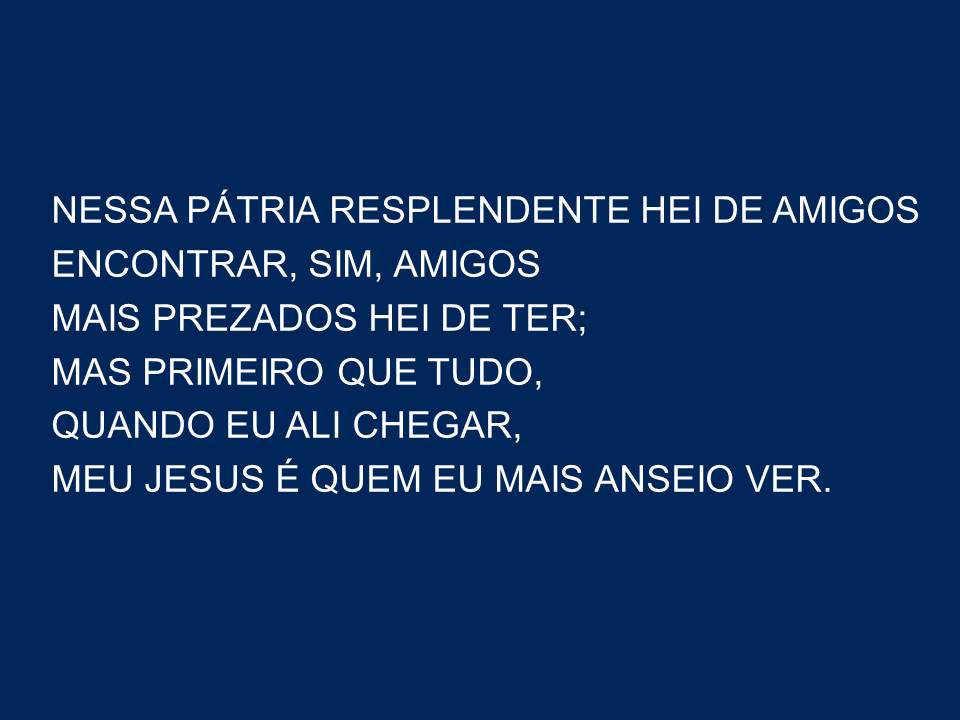 NESSA PÁTRIA RESPLENDENTE HEI DE AMIGOS
ENCONTRAR, SIM, AMIGOS
MAIS PREZADOS HEI DE TER;
MAS PRIMEIRO QUE TUDO,
QUANDO EU ALI CHEGAR,
MEU JESUS É QUEM EU MAIS ANSEIO VER.